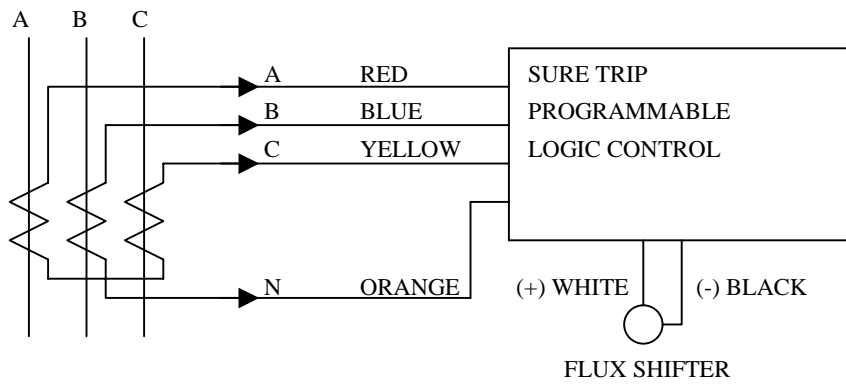 A B C
A RED
B BLUE
C YELLOW
N ORANGE
SURE TRIP
PROGRAMMABLE
LOGIC CONTROL
(+) WHITE (-) BLACK
FLUX SHIFTER